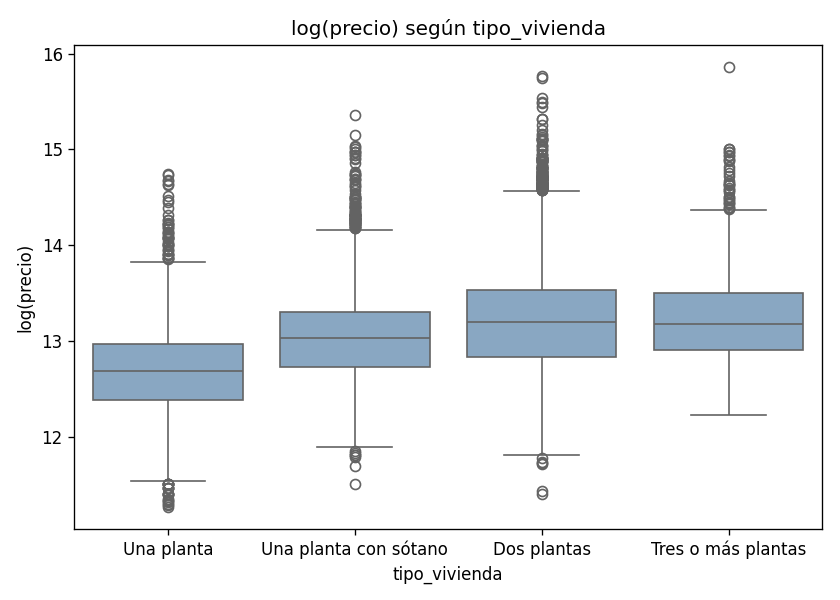 log(precio) según tipo_vivienda
log(precio)
16
15
14
13
12
Una planta
Una planta con sótano
Dos plantas
Tres o más plantas
tipo_vivienda